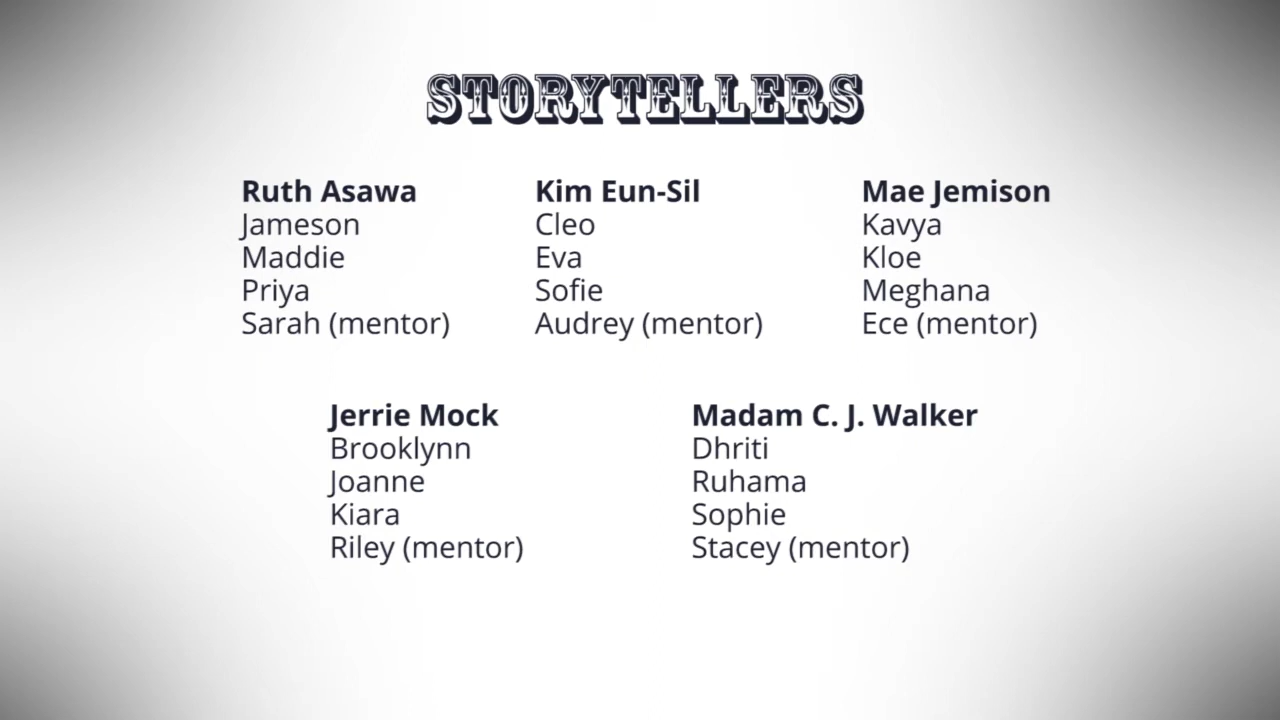 STORYTELLERS
Ruth Asawa
Jameson
Maddie
Priya
Sarah (mentor)
Kim Eun-Sil
Cleo
Eva
Sofie
Audrey (mentor)
Mae Jemison
Kavya
Kloe
Meghana
Ece (mentor)
Jerrie Mock
Brooklynn
Joanne
Kiara
Riley (mentor)
Madam C. J. Walker
Dhriti
Ruhama
Sophie
Stacey (mentor)